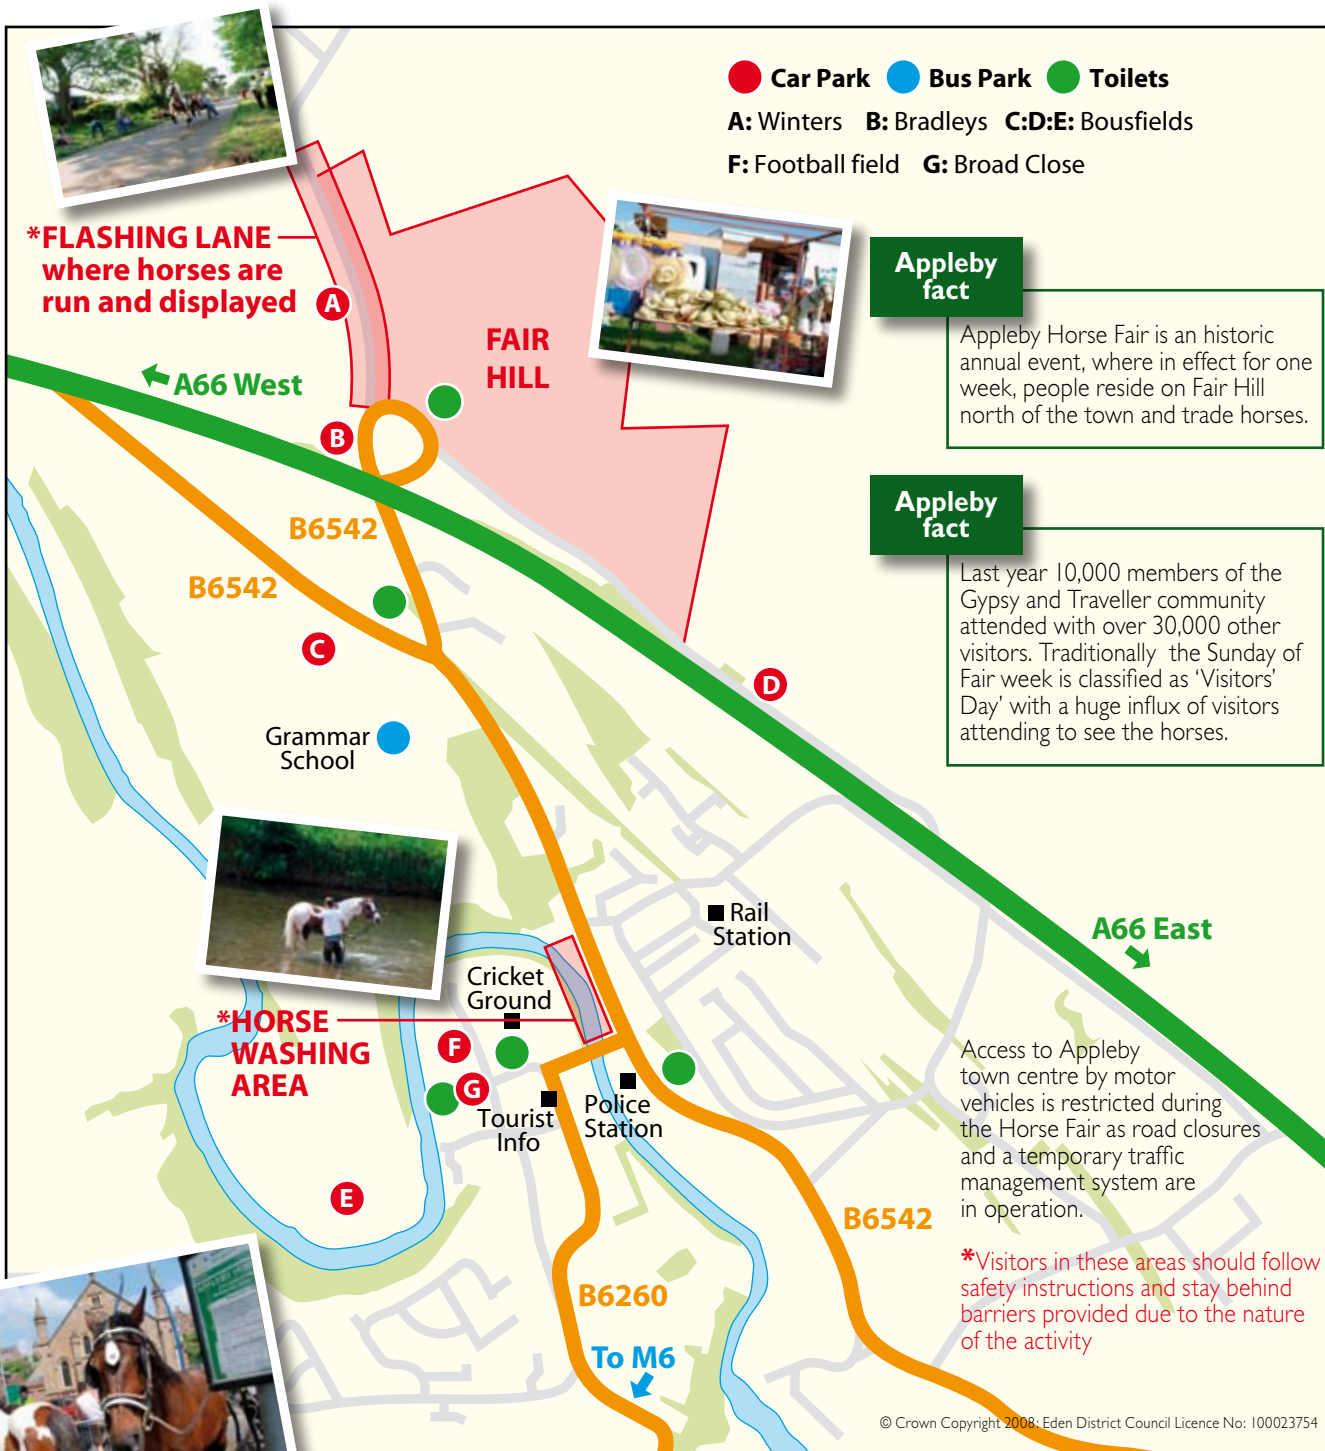 Car Park Bus Park Toilets
A: Winters B: Bradleys C:D:E: Bousfields
F: Football field G: Broad Close
*FLASHING LANE
where horses are
run and displayed
A
FAIR
HILL
Appleby
fact
Appleby Horse Fair is an historic
annual event, where in effect for one
week, people reside on Fair Hill
north of the town and trade horses.
A66 West
B
Appleby
fact
Last year 10,000 members of the
Gypsy and Traveller community
attended with over 30,000 other
visitors. Traditionally the Sunday of
Fair week is classified as ‘Visitors’
Day’ with a huge influx of visitors
attending to see the horses.
B6542
B6542
C
D
Grammar
School
Rail
Station
A66 East
Cricket
Ground
*HORSE
WASHING
AREA
F
G
Tourist
Info
Police
Station
E
Access to Appleby
town centre by motor
vehicles is restricted during
the Horse Fair as road closures
and a temporary traffic
management system are
in operation.
B6542
*Visitors in these areas should follow
safety instructions and stay behind
barriers provided due to the nature
of the activity
B6260
To M6
© Crown Copyright 2008: Eden District Council Licence No: 100023754